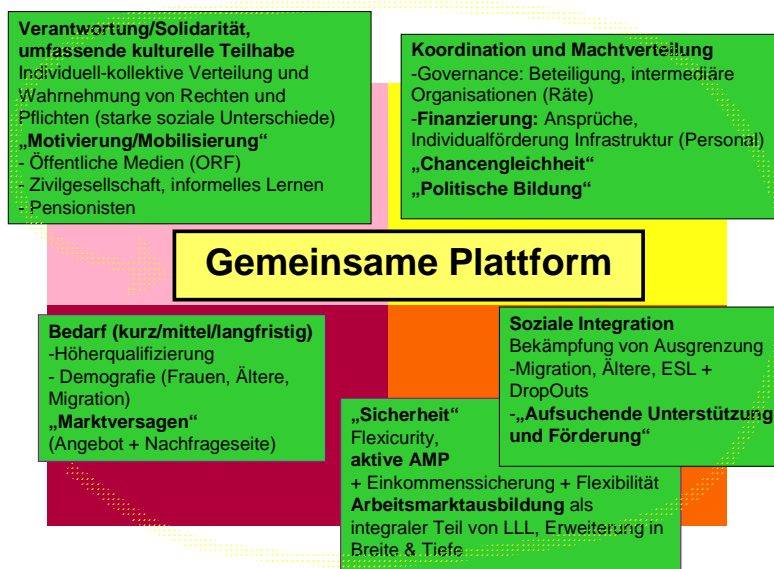 Verantwortung/Solidarität,
umfassende kulturelle Teilhabe
Individuell-kollektive Verteilung und
Wahrnehmung von Rechten und
Pflichten (starke soziale Unterschiede)
„Motivierung/Mobilisierung“
- Öffentliche Medien (ORF)
- Zivilgesellschaft, informelles Lernen
- Pensionisten
Koordination und Machtverteilung
-Governance: Beteiligung, intermediäre
Organisationen (Räte)
-Finanzierung: Ansprüche,
Individualförderung Infrastruktur (Personal)
„Chancengleichheit“
„Politische Bildung“
Gemeinsame Plattform
Bedarf (kurz/mittel/langfristig)
-Höherqualifizierung
- Demografie (Frauen, Ältere,
Migration)
„Marktversagen“
(Angebot + Nachfrageseite)
Soziale Integration
Bekämpfung von Ausgrenzung
-Migration, Ältere, ESL +
DropOuts
-„Aufsuchende Unterstützung
und Förderung“
„Sicherheit“
Flexicurity,
aktive AMP
+ Einkommenssicherung + Flexibilität
Arbeitsmarktausbildung als
integraler Teil von LLL, Erweiterung in
Breite & Tiefe